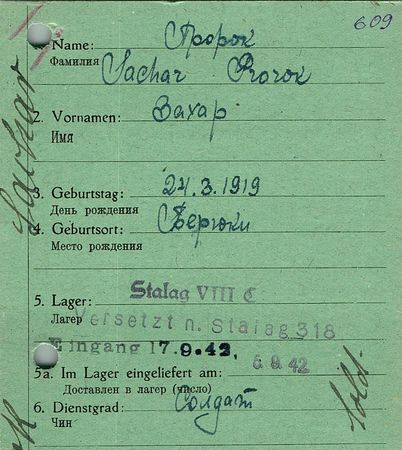 609
1. Name: Пророк
Фамилия Sachar Prorok
2. Vornamen: Захар
Имя
3. Geburtstag: 24.3.1919
День рождения
4. Geburtsort:
Место рождения
5. Lager: Stalag VIII C
Лагерь Versetzt n. Stalag 318
Eingang 17.9.42, 6 9 42
5a. Im Lager eingeliefert am:
Доставлен в лагерь (число)
6. Dienstgrad: Солдат
Чин
Sachar
Sold.